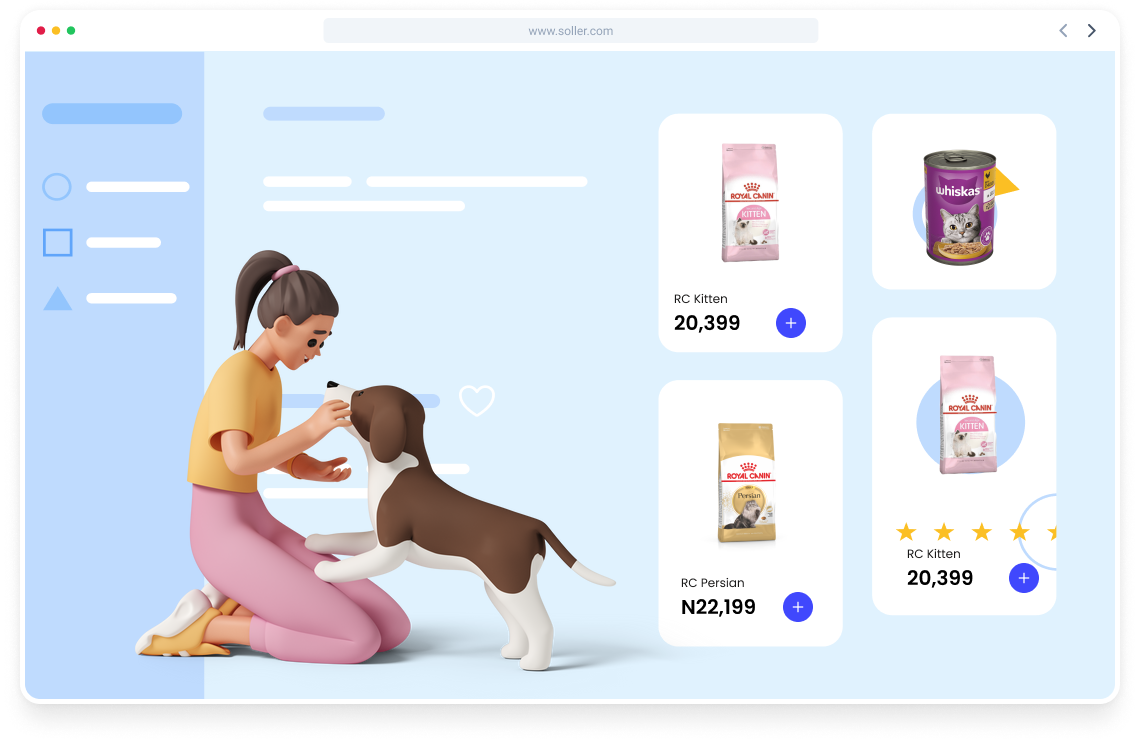 www.soller.com
ROYAL CANIN
KITTEN
RC Kitten
20,399
+
whiskas
ROYAL CANIN
Persian
RC Persian
N22,199
+
ROYAL CANIN
KITTEN
RC Kitten
20,399
+